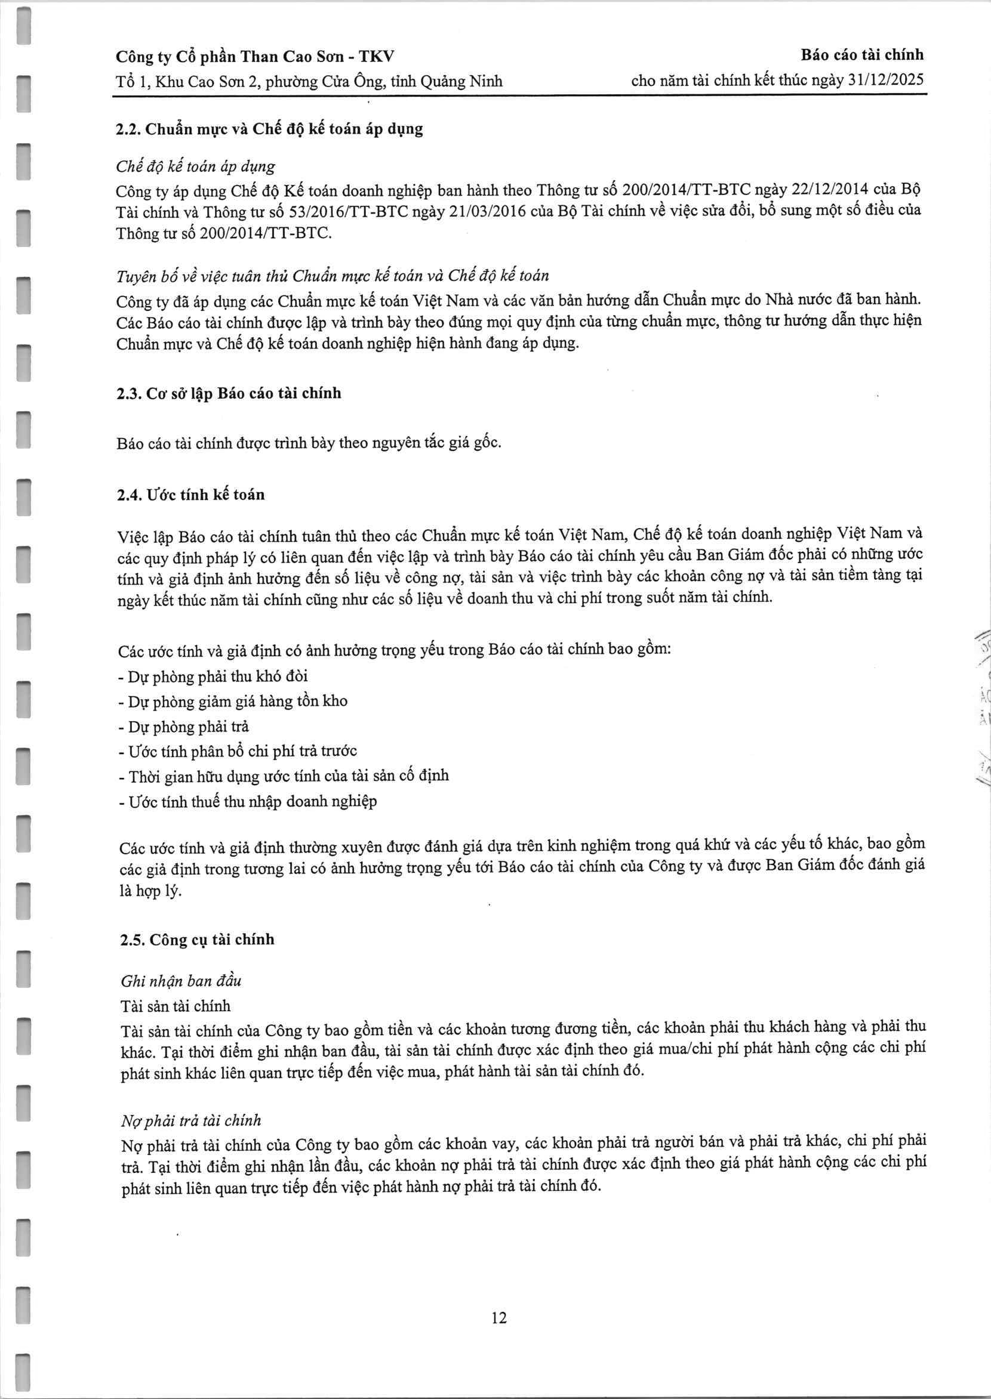 Công ty Cổ phần Than Cao Sơn - TKV
Báo cáo tài chính
Tổ 1, Khu Cao Sơn 2, phường Cửa Ông, tỉnh Quảng Ninh
cho năm tài chính kết thúc ngày 31/12/2025
2.2. Chuẩn mực và Chế độ kế toán áp dụng
Chế độ kế toán áp dụng
Công ty áp dụng Chế độ Kế toán doanh nghiệp ban hành theo Thông tư số 200/2014/TT-BTC ngày 22/12/2014 của Bộ
Tài chính và Thông tư số 53/2016/TT-BTC ngày 21/03/2016 của Bộ Tài chính về việc sửa đổi, bổ sung một số điều của
Thông tư số 200/2014/TT-BTC.
Tuyên bố về việc tuân thủ Chuẩn mực kế toán và Chế độ kế toán
Công ty đã áp dụng các Chuẩn mực kế toán Việt Nam và các văn bản hướng dẫn Chuẩn mực do Nhà nước đã ban hành.
Các Báo cáo tài chính được lập và trình bày theo đúng mọi quy định của từng chuẩn mực, thông tư hướng dẫn thực hiện
Chuẩn mực và Chế độ kế toán doanh nghiệp hiện hành đang áp dụng.
2.3. Cơ sở lập Báo cáo tài chính
Báo cáo tài chính được trình bày theo nguyên tắc giá gốc.
2.4. Ước tính kế toán
Việc lập Báo cáo tài chính tuân thủ theo các Chuẩn mực kế toán Việt Nam, Chế độ kế toán doanh nghiệp Việt Nam và
các quy định pháp lý có liên quan đến việc lập và trình bày Báo cáo tài chính yêu cầu Ban Giám đốc phải có những ước
tính và giả định ảnh hưởng đến số liệu về công nợ, tài sản và việc trình bày các khoản công nợ và tài sản tiềm tàng tại
ngày kết thúc năm tài chính cũng như các số liệu về doanh thu và chi phí trong suốt năm tài chính.
Các ước tính và giả định có ảnh hưởng trọng yếu trong Báo cáo tài chính bao gồm:
- Dự phòng phải thu khó đòi
- Dự phòng giảm giá hàng tồn kho
- Dự phòng phải trả
- Ước tính phân bổ chi phí trả trước
- Thời gian hữu dụng ước tính của tài sản cố định
- Ước tính thuế thu nhập doanh nghiệp
Các ước tính và giả định thường xuyên được đánh giá dựa trên kinh nghiệm trong quá khứ và các yếu tố khác, bao gồm
các giả định trong tương lai có ảnh hưởng trọng yếu tới Báo cáo tài chính của Công ty và được Ban Giám đốc đánh giá
là hợp lý.
2.5. Công cụ tài chính
Ghi nhận ban đầu
Tài sản tài chính
Tài sản tài chính của Công ty bao gồm tiền và các khoản tương đương tiền, các khoản phải thu khách hàng và phải thu
khác. Tại thời điểm ghi nhận ban đầu, tài sản tài chính được xác định theo giá mua/chi phí phát hành cộng các chi phí
phát sinh khác liên quan trực tiếp đến việc mua, phát hành tài sản tài chính đó.
Nợ phải trả tài chính
Nợ phải trả tài chính của Công ty bao gồm các khoản vay, các khoản phải trả người bán và phải trả khác, chi phí phải
trả. Tại thời điểm ghi nhận lần đầu, các khoản nợ phải trả tài chính được xác định theo giá phát hành cộng các chi phí
phát sinh liên quan trực tiếp đến việc phát hành nợ phải trả tài chính đó.
12